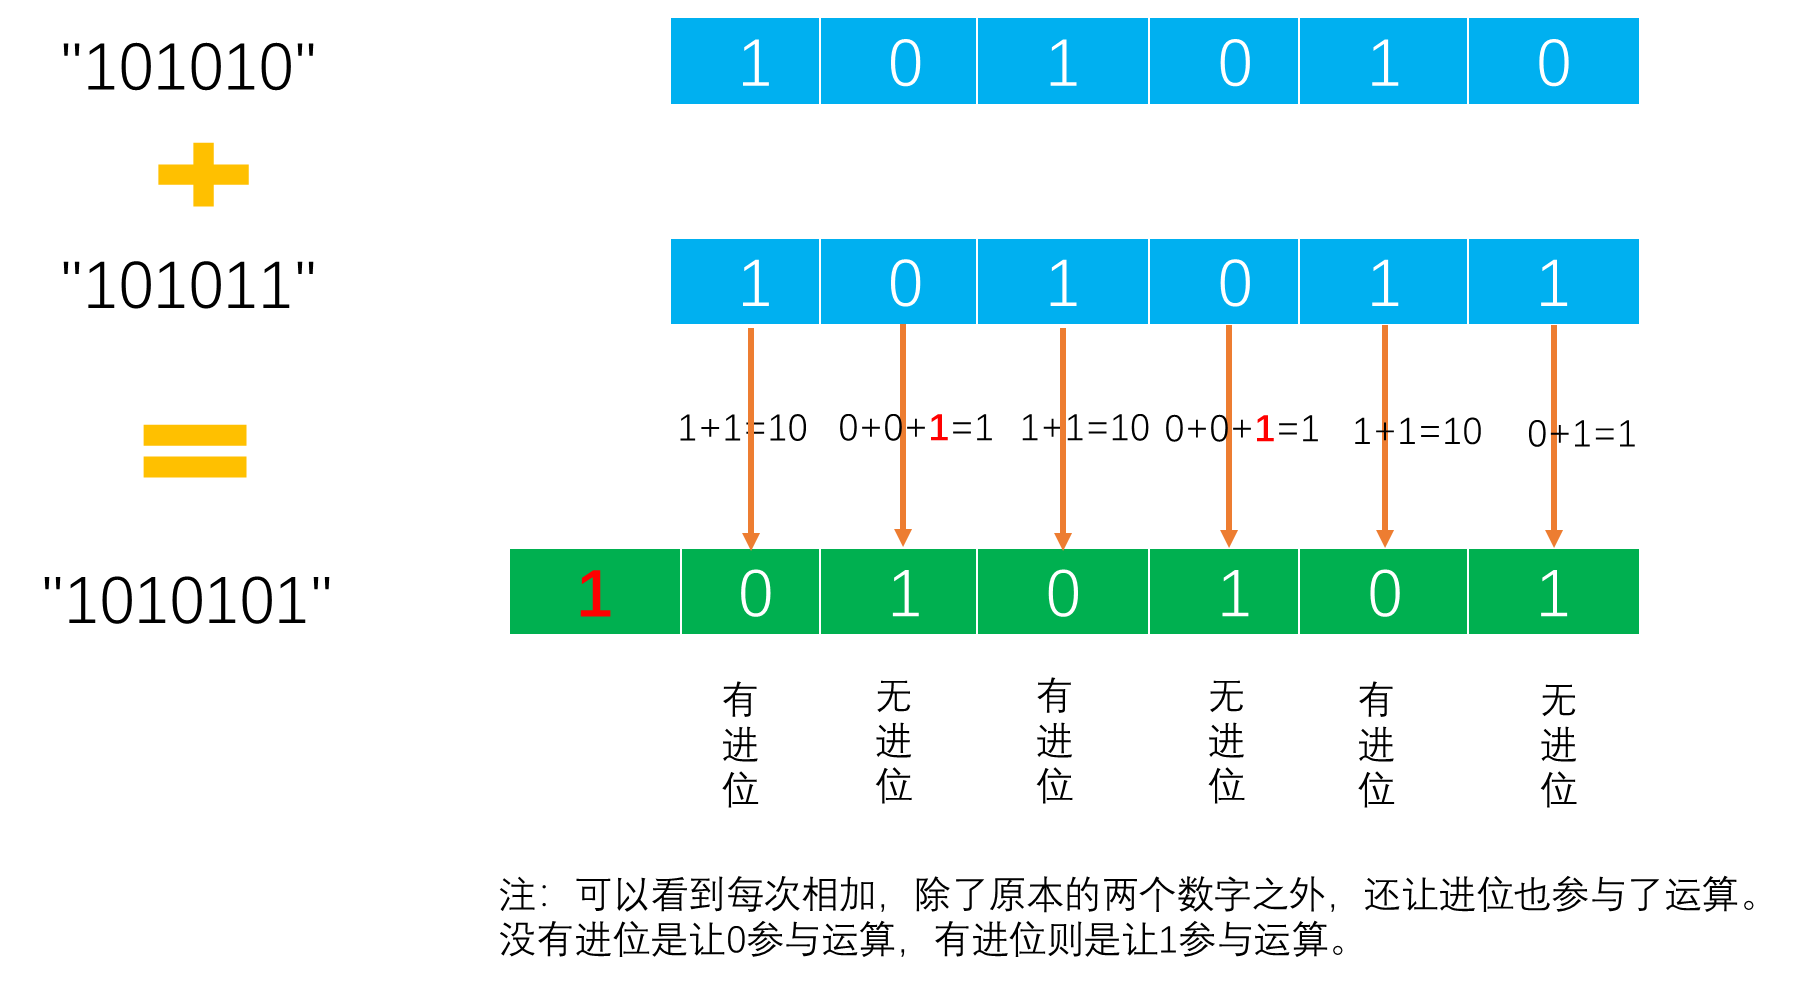 "101010"
1 0 1 0 1 0
"101011"
1 0 1 0 1 1
1+1=10 0+0+1=1 1+1=10 0+0+1=1 1+1=10 0+1=1
"1010101"
1 0 1 0 1 0 1
有进位 无进位 有进位 无进位 有进位 无进位
注：可以看到每次相加，除了原本的两个数字之外，还让进位也参与了运算。
没有进位是让0参与运算，有进位则是让1参与运算。